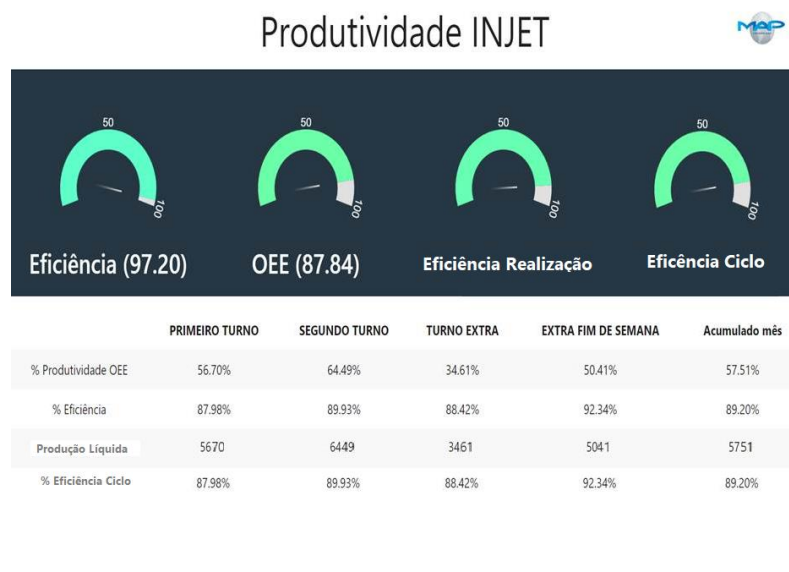 Produtividade INJET
MAP
50 50 50 50
100 100 100 100
Eficiência (97.20) OEE (87.84) Eficiência Realização Eficência Ciclo
PRIMEIRO TURNO SEGUNDO TURNO TURNO EXTRA EXTRA FIM DE SEMANA Acumulado mês
% Produtividade OEE 56.70% 64.49% 34.61% 50.41% 57.51%
% Eficiência 87.98% 89.93% 88.42% 92.34% 89.20%
Produção Líquida 5670 6449 3461 5041 5751
% Eficiência Ciclo 87.98% 89.93% 88.42% 92.34% 89.20%